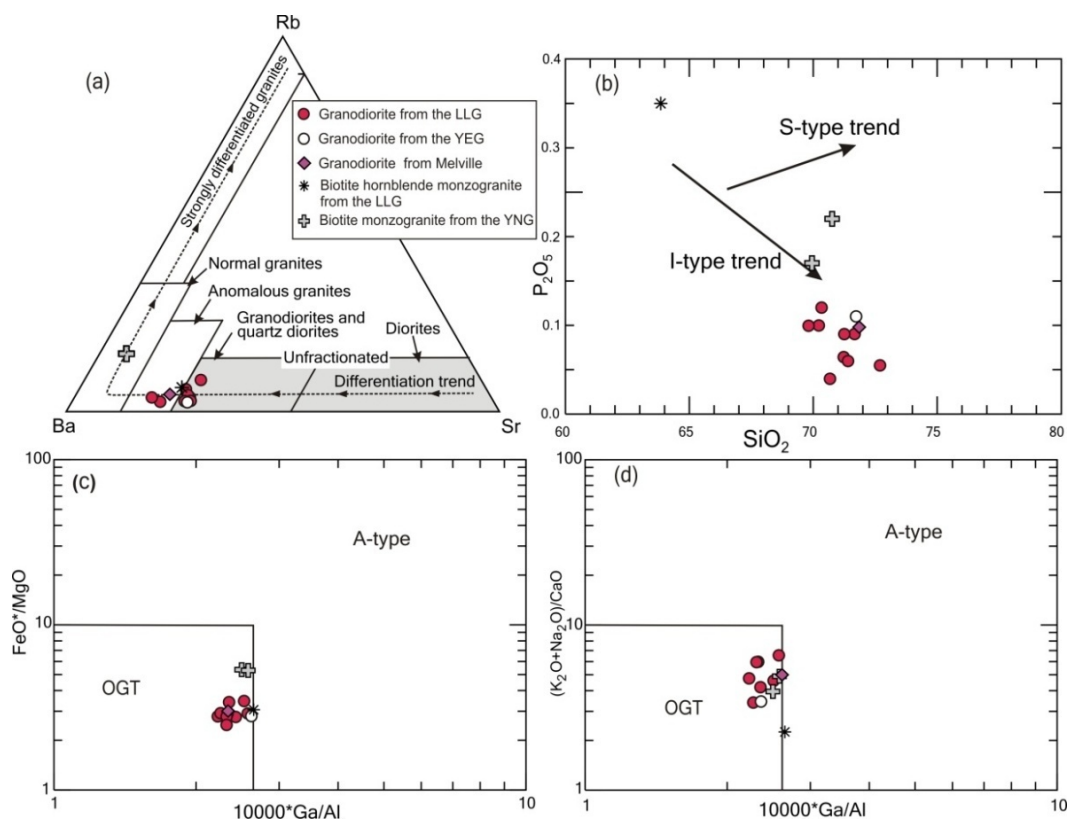 Rb
(a)
Strongly differentiated granites
Granodiorite from the LLG
Granodiorite from the YEG
Granodiorite from Melville
Biotite hornblende monzogranite
from the LLG
Biotite monzogranite from the YNG
Normal granites
Anomalous granites
Granodiorites and
quartz diorites
Diorites
Unfractionated
Differentiation trend
Ba
Sr
(b)
0.4
0.3
0.2
0.1
0.0
P2O5
S-type trend
I-type trend
60
65
70
75
80
SiO2
(c)
100
10
1
FeO*/MgO
A-type
OGT
1
10000*Ga/Al
10
(d)
100
10
1
(K2O+Na2O)/CaO
A-type
OGT
1
10000*Ga/Al
10